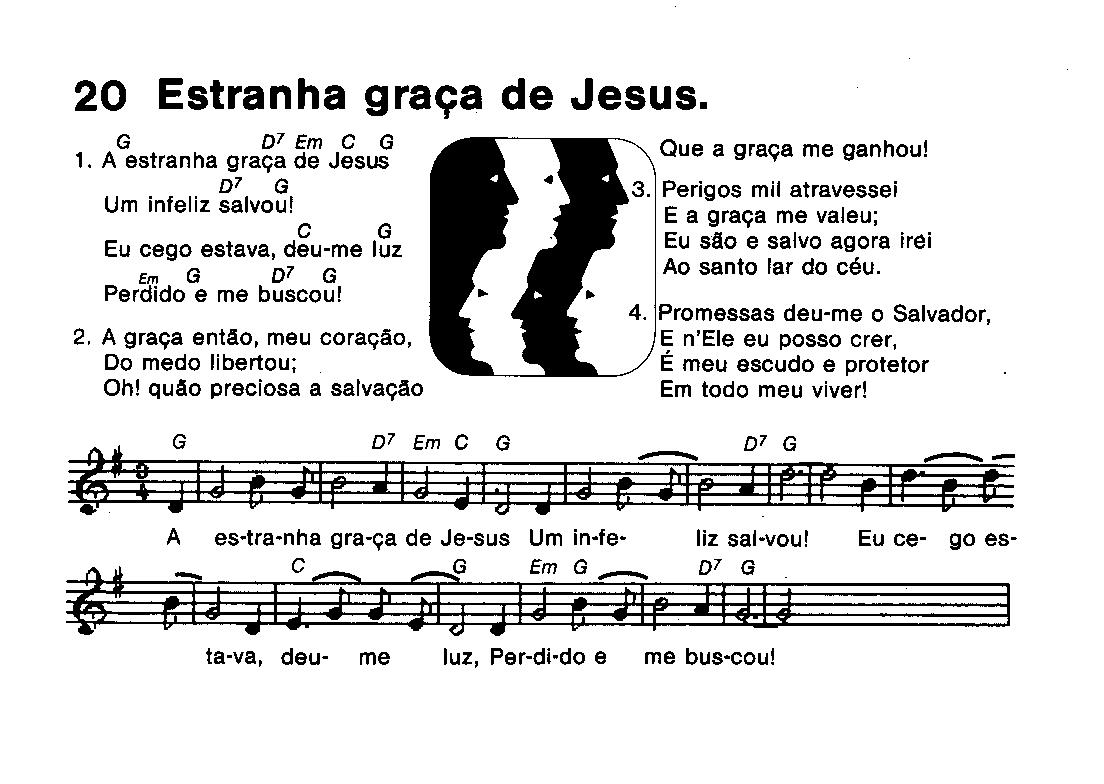 20 Estranha graça de Jesus.
G D7 Em C G
1. A estranha graça de Jesus
D7 G
Um infeliz salvou!
C G
Eu cego estava, deu-me luz
Em G D7 G
Perdido e me buscou!
2. A graça então, meu coração,
Do medo libertou;
Oh! quão preciosa a salvação
Que a graça me ganhou!
3. Perigos mil atravessei
E a graça me valeu;
Eu são e salvo agora irei
Ao santo lar do céu.
4. Promessas deu-me o Salvador,
E n'Ele eu posso crer,
É meu escudo e protetor
Em todo meu viver!
G D7 Em C G D7 G
3
4
A es-tra-nha gra-ça de Je-sus Um in-fe- liz sal-vou! Eu ce- go es-
C G Em G D7 G
ta-va, deu- me luz, Per-di-do e me bus-cou!